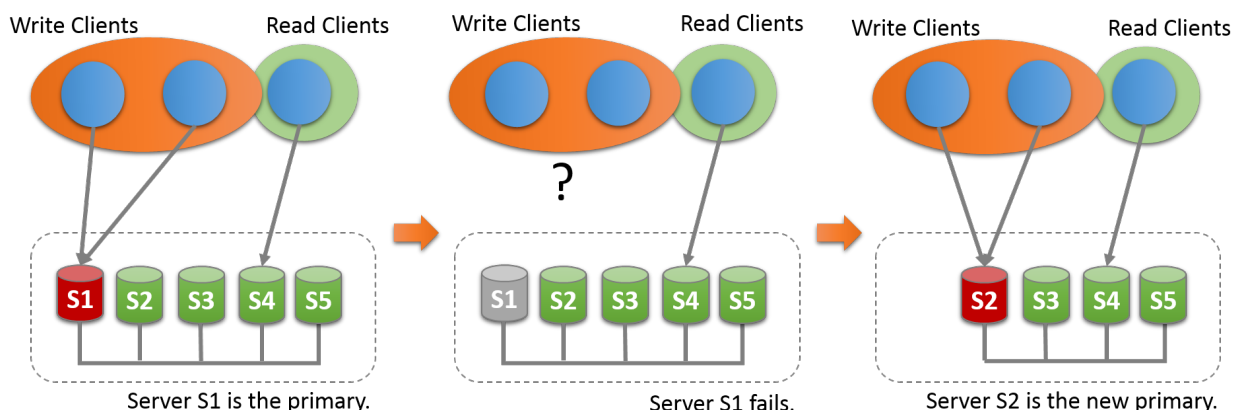 Write Clients Read Clients
S1 S2 S3 S4 S5
Server S1 is the primary.
Write Clients Read Clients
?
S1 S2 S3 S4 S5
Server S1 fails.
Write Clients Read Clients
S2 S3 S4 S5
Server S2 is the new primary.